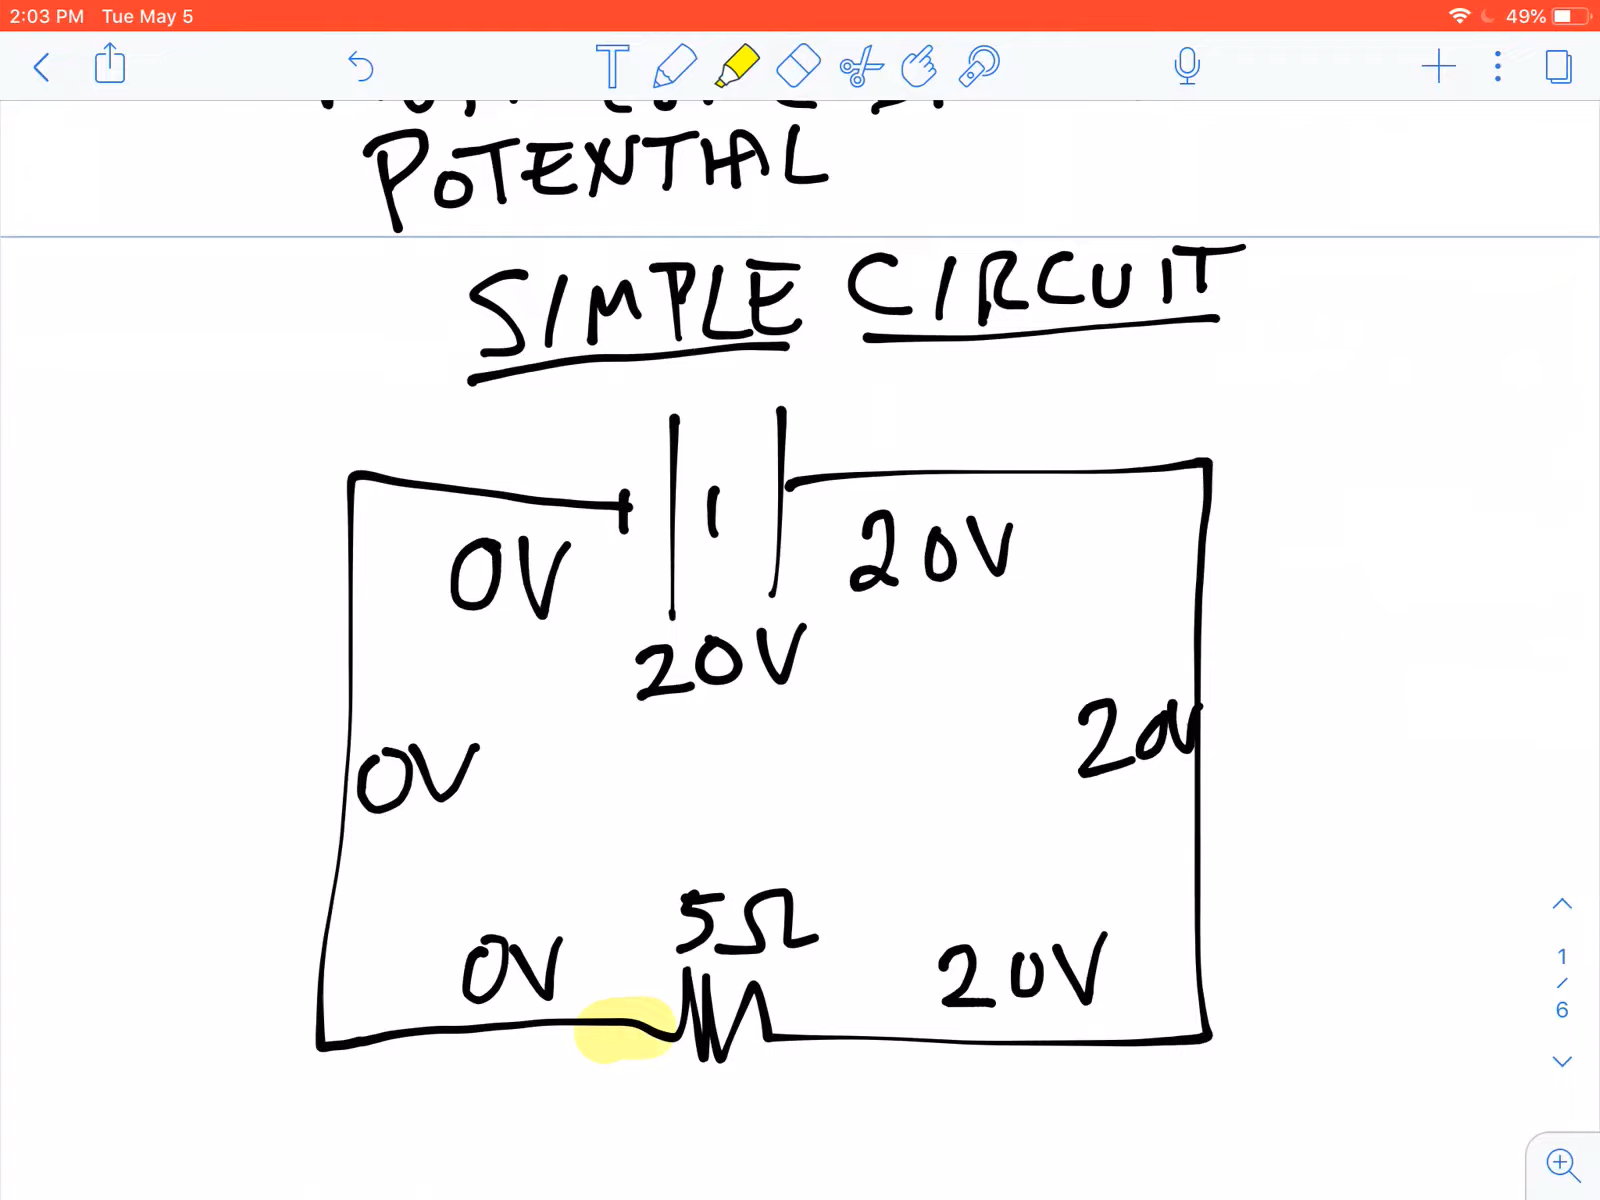 2:03 PM Tue May 5
49%
POTENTIAL
SIMPLE CIRCUIT
0V
20V
20V
0V
20V
5Ω
0V
20V
1
/
6